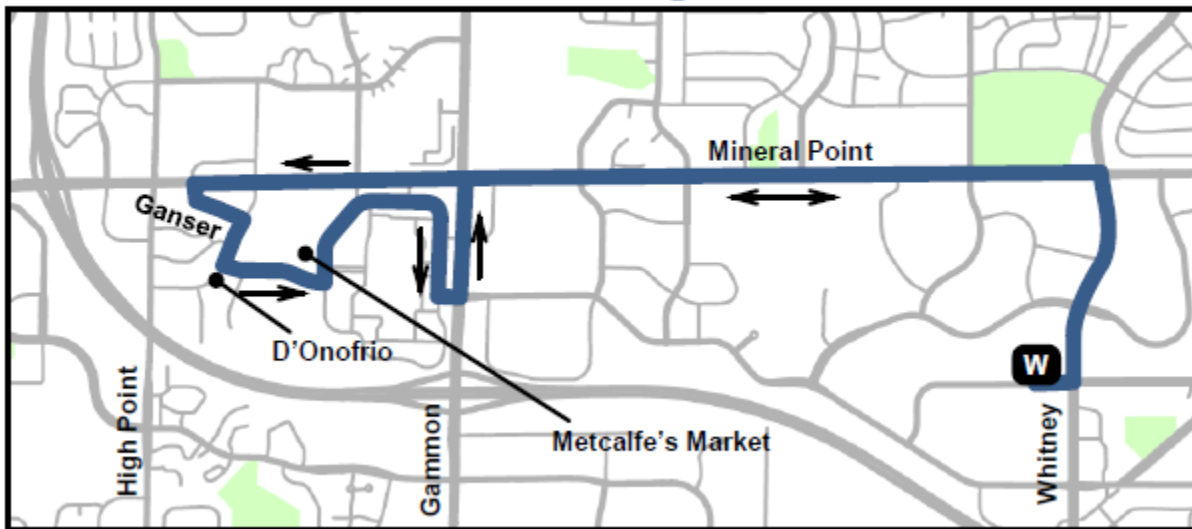 Mineral Point
Ganser
D'Onofrio
W
Metcalfe's Market
High Point
Gammon
Whitney